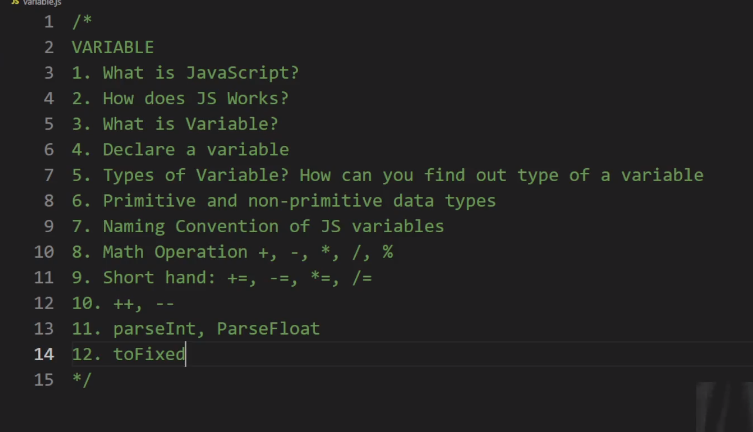 JS variable.js
1 /*
2 VARIABLE
3 1. What is JavaScript?
4 2. How does JS Works?
5 3. What is Variable?
6 4. Declare a variable
7 5. Types of Variable? How can you find out type of a variable
8 6. Primitive and non-primitive data types
9 7. Naming Convention of JS variables
10 8. Math Operation +, -, *, /, %
11 9. Short hand: +=, -=, *=, /=
12 10. ++, --
13 11. parseInt, ParseFloat
14 12. toFixed
15 */